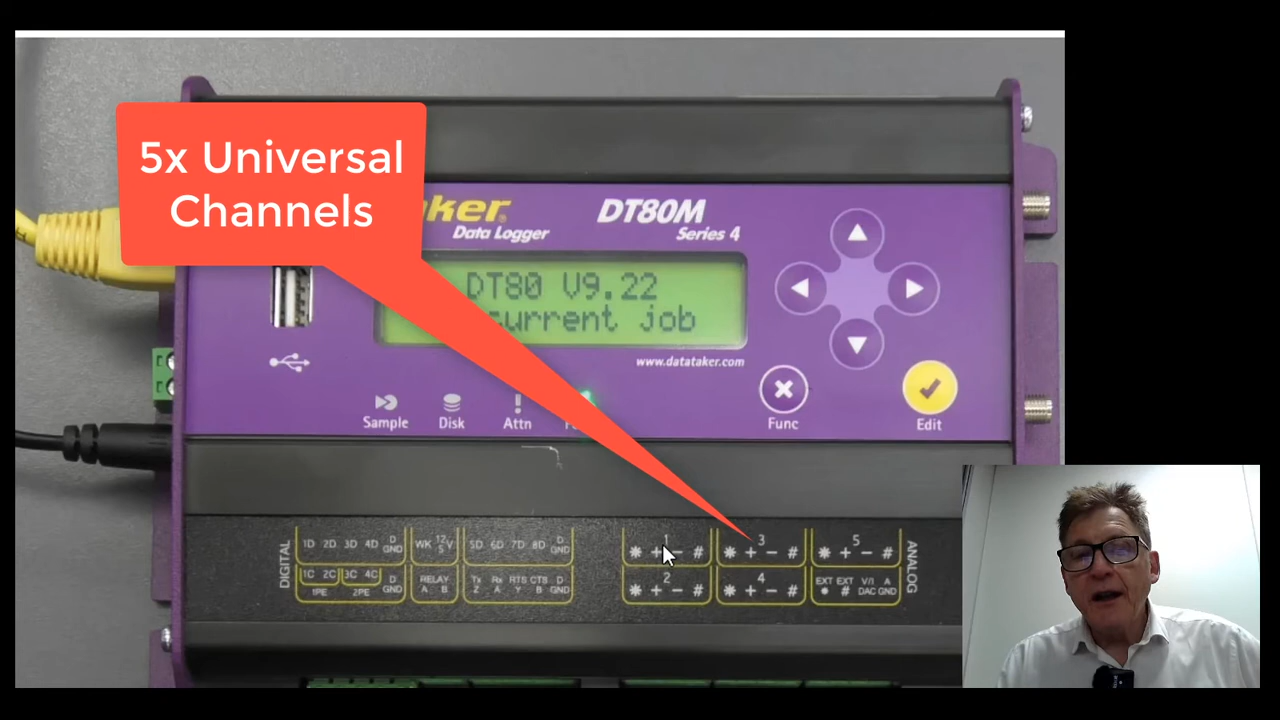 5x Universal
Channels
aker
Data Logger
DT80M
Series 4
DT80 V9.22
current job
www.datataker.com
Sample
Disk
Attn
Func
Edit
DIGITAL
1D 2D 3D 4D D GND
WK 12V 5
5D 6D 7D 8D D GND
1C 2C 3C 4C D GND
1PE 2PE
RELAY
A B
Tx Rx RTS CTS D
Z A Y B GND
1
* + - #
3
* + - #
5
* + - #
2
* + - #
4
* + - #
EXT EXT V/I A
* # DAC GND
ANALOG